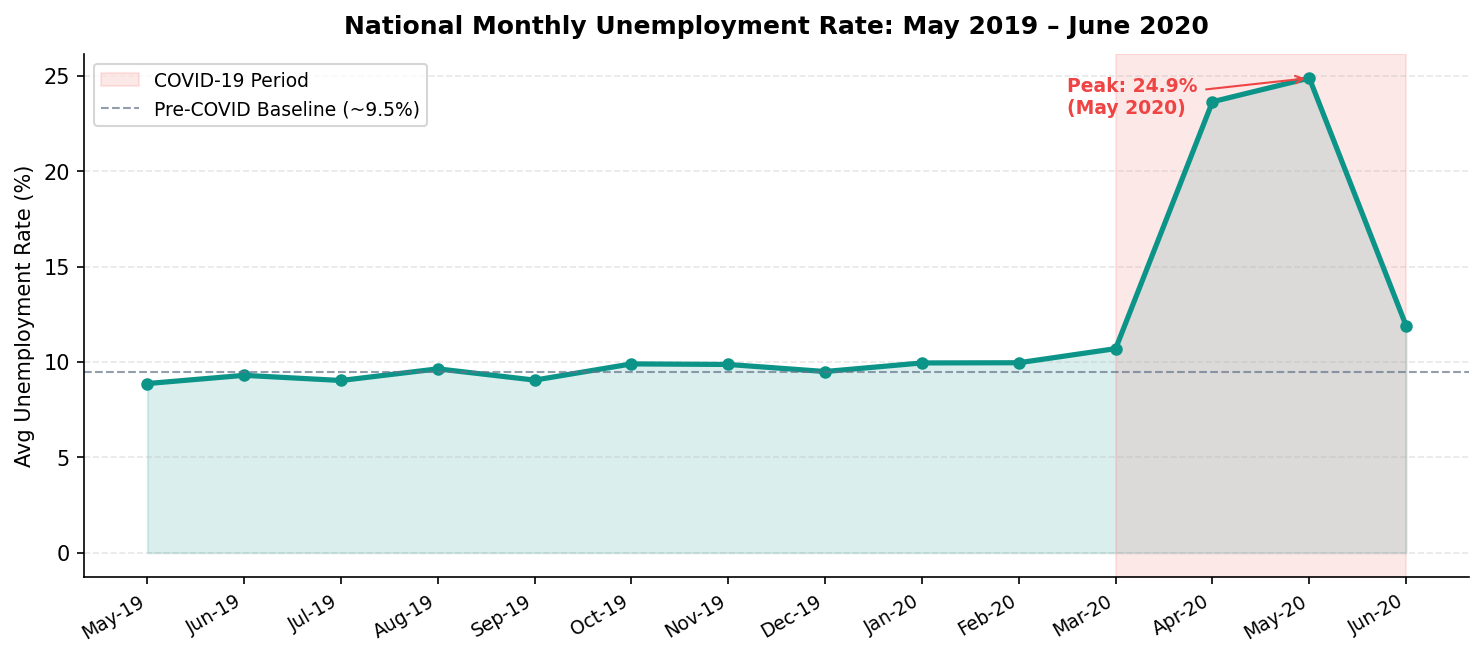 National Monthly Unemployment Rate: May 2019 – June 2020
COVID-19 Period
Pre-COVID Baseline (~9.5%)
Peak: 24.9%
(May 2020)
Avg Unemployment Rate (%)
25
20
15
10
5
0
May-19
Jun-19
Jul-19
Aug-19
Sep-19
Oct-19
Nov-19
Dec-19
Jan-20
Feb-20
Mar-20
Apr-20
May-20
Jun-20